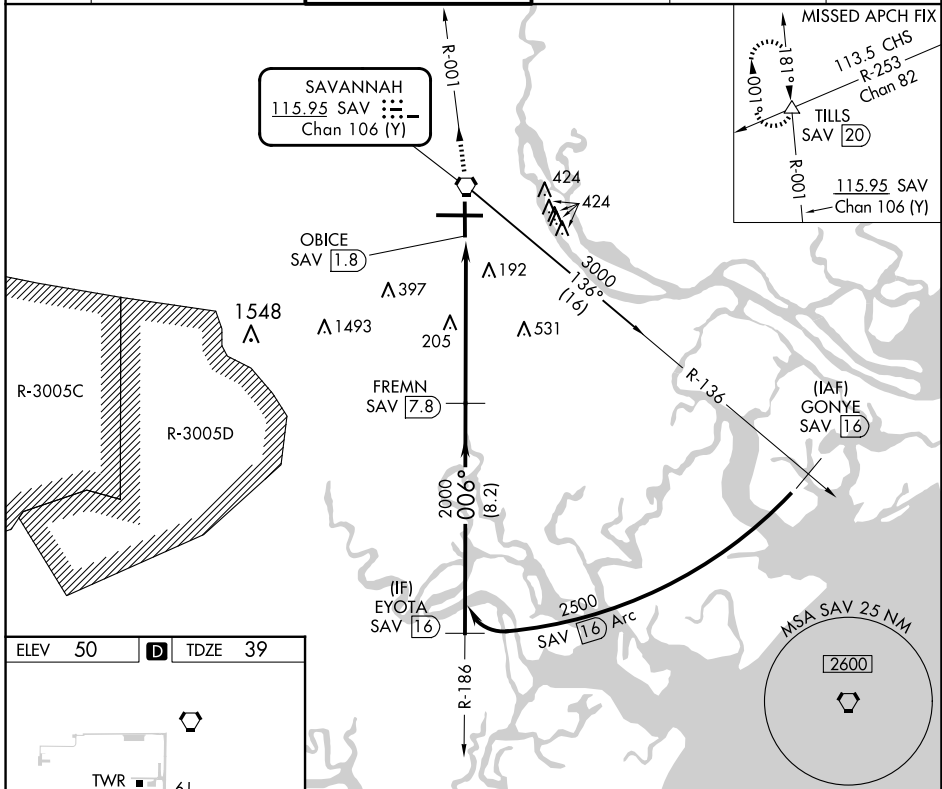 MISSED APCH FIX
113.5 CHS
R-253
Chan 82
181°
001°
TILLS
SAV 20
R-001
115.95 SAV
Chan 106 (Y)
R-001
SAVANNAH
115.95 SAV
Chan 106 (Y)
424
424
OBICE
SAV 1.8
3000
136°
(16)
192
397
1548
1493
205
531
R-3005C
R-3005D
FREMN
SAV 7.8
R-136
(IAF)
GONYE
SAV 16
2000
006°
(8.2)
(IF)
EYOTA
SAV 16
2500
SAV 16 Arc
R-186
MSA SAV 25 NM
2600
ELEV 50
D
TDZE 39
TWR